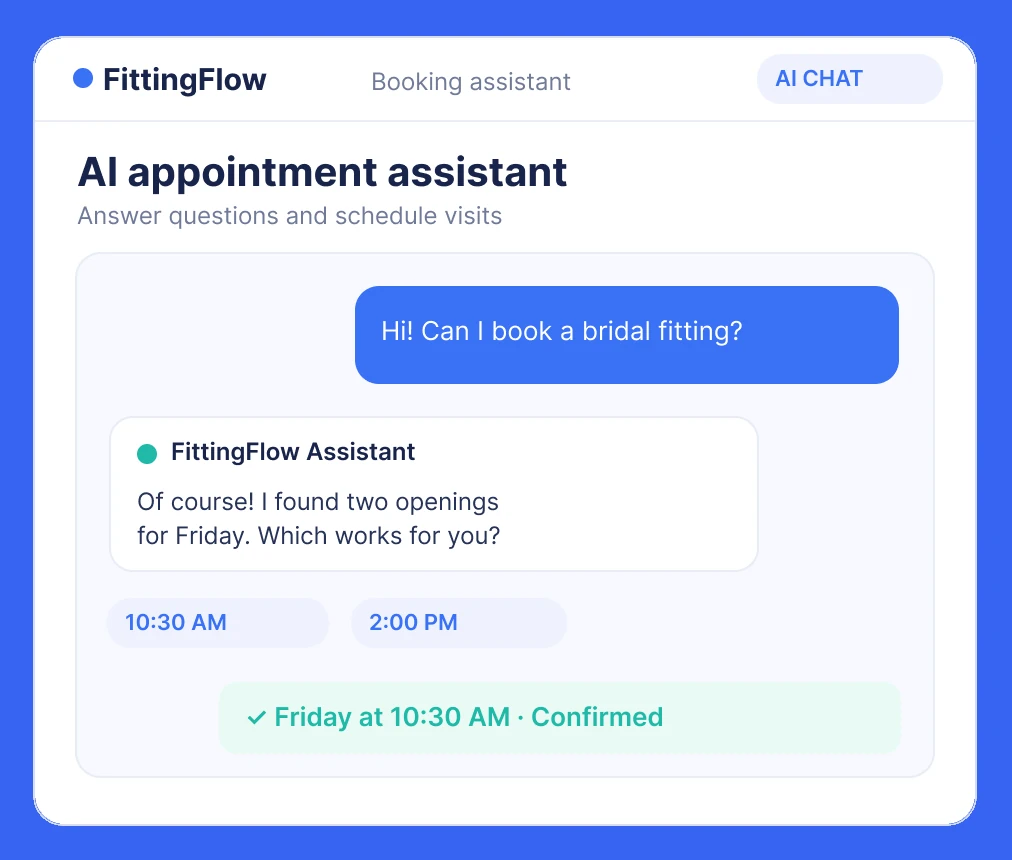 FittingFlow
Booking assistant
AI CHAT
AI appointment assistant
Answer questions and schedule visits
Hi! Can I book a bridal fitting?
FittingFlow Assistant
Of course! I found two openings
for Friday. Which works for you?
10:30 AM
2:00 PM
✓ Friday at 10:30 AM · Confirmed